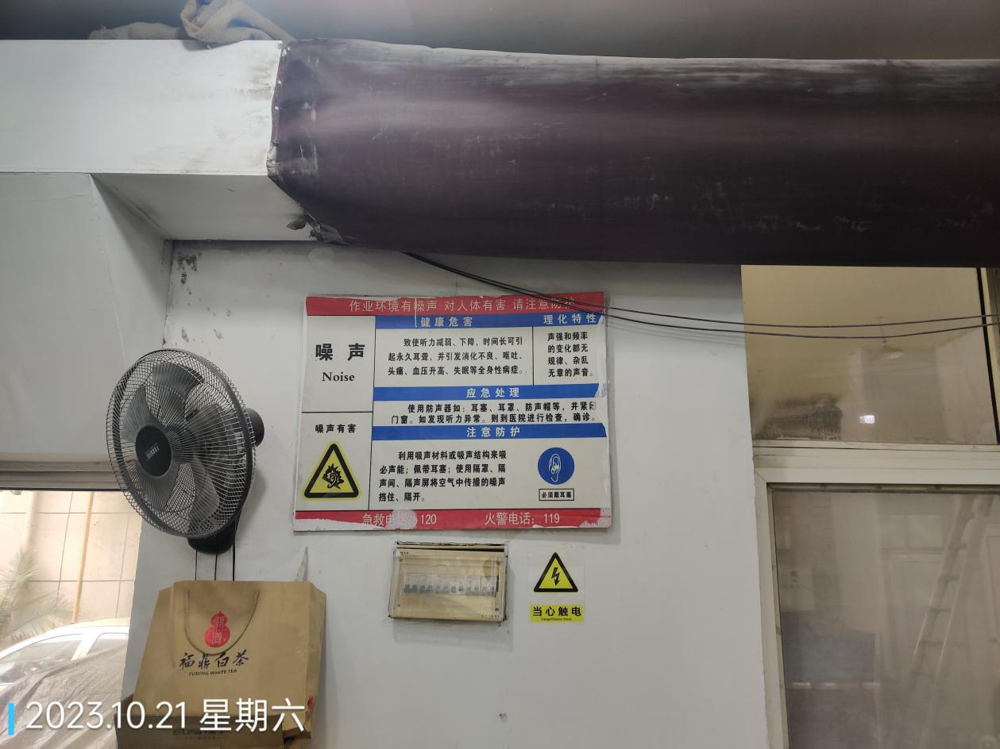 作业环境有噪声 对人体有害 请注意防护
噪 声
Noise
健康危害
致使听力减弱、下降，时间长可引
起永久耳聋，并引发消化不良、呕吐、
头痛、血压升高、失眠等全身性病症。
理化特性
声强和频率
的变化都无
规律、杂乱
无章的声音。
应急处理
使用防声器如：耳塞、耳罩、防声帽等，并紧闭
门窗。如发现听力异常。则到医院进行检查，确诊。
噪声有害
注意防护
利用吸声材料或吸声结构来吸
必声能；佩带耳塞；使用隔罩、隔
声间、隔声屏将空气中传播的噪声
挡住、隔开。
必须戴耳塞
急救电 120
火警电话：119
当心触电
關道
福鼎白茶
FUDING WHITE TEA
2023.10.21 星期六